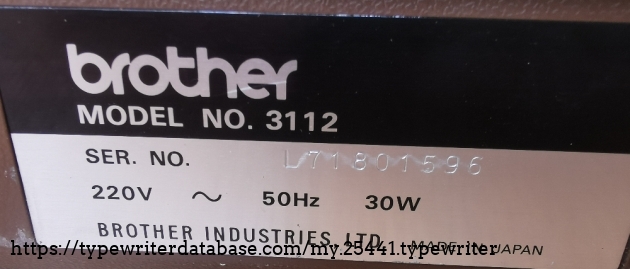 brother
MODEL NO. 3112
SER. NO. L71801596
220V ~ 50Hz 30W
BROTHER INDUSTRIES, LTD. MADE IN JAPAN
https://typewriterdatabase.com/my.25441.typewriter